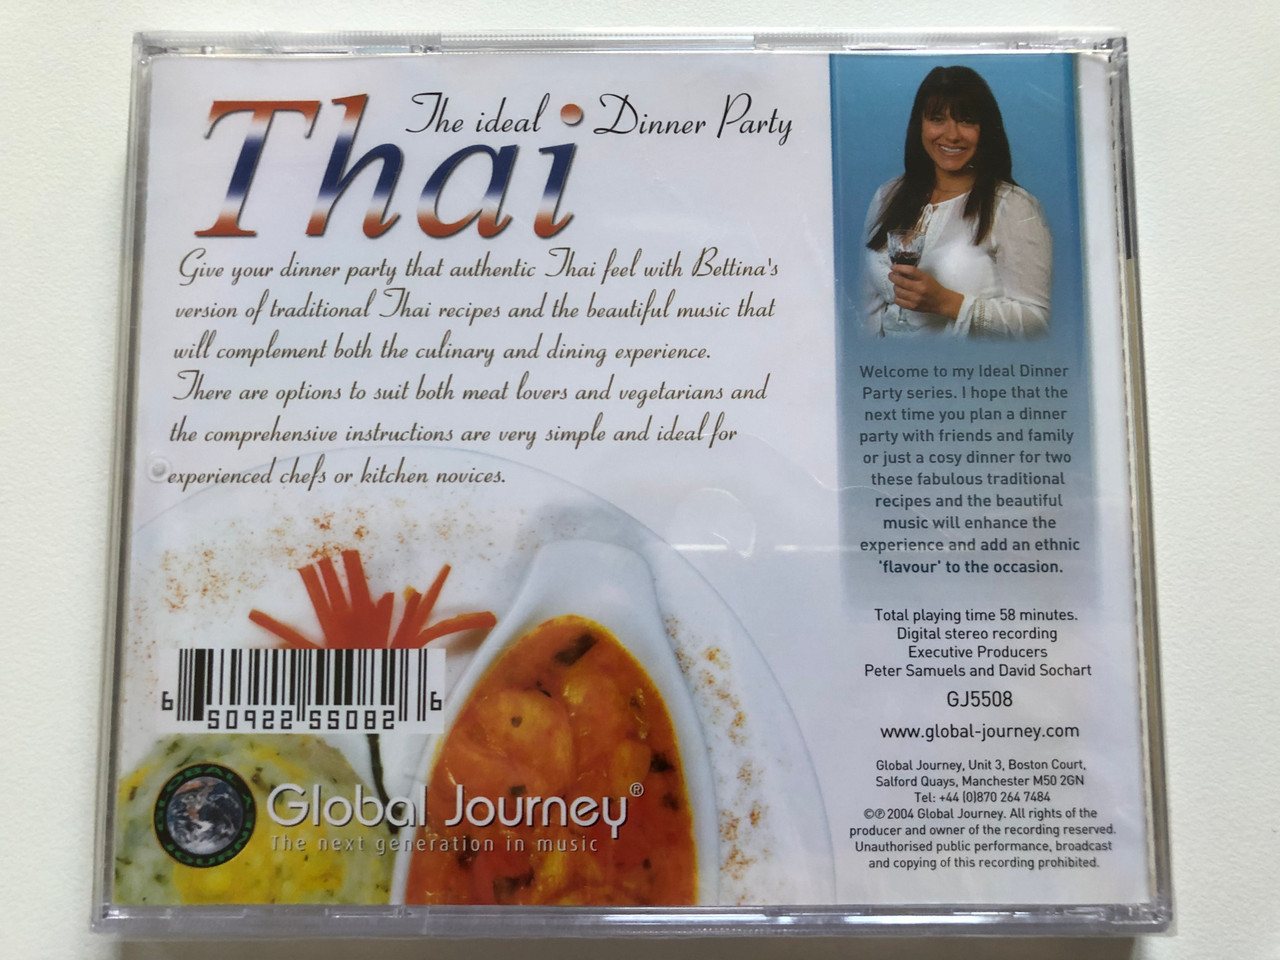 The ideal Dinner Party
Thai
Give your dinner party that authentic Thai feel with Bettina's
version of traditional Thai recipes and the beautiful music that
will complement both the culinary and dining experience.
There are options to suit both meat lovers and vegetarians and
the comprehensive instructions are very simple and ideal for
experienced chefs or kitchen novices.
Welcome to my Ideal Dinner
Party series. I hope that the
next time you plan a dinner
party with friends and family
or just a cosy dinner for two
these fabulous traditional
recipes and the beautiful
music will enhance the
experience and add an ethnic
'flavour' to the occasion.
Total playing time 58 minutes.
Digital stereo recording
Executive Producers
Peter Samuels and David Sochart
GJ5508
www.global-journey.com
Global Journey, Unit 3, Boston Court,
Salford Quays, Manchester M50 2GN
Tel: +44 (0)870 264 7484
©℗ 2004 Global Journey. All rights of the
producer and owner of the recording reserved.
Unauthorised public performance, broadcast
and copying of this recording prohibited.
6 50922 55082 6
GLOBAL JOURNEY
Global Journey®
The next generation in music